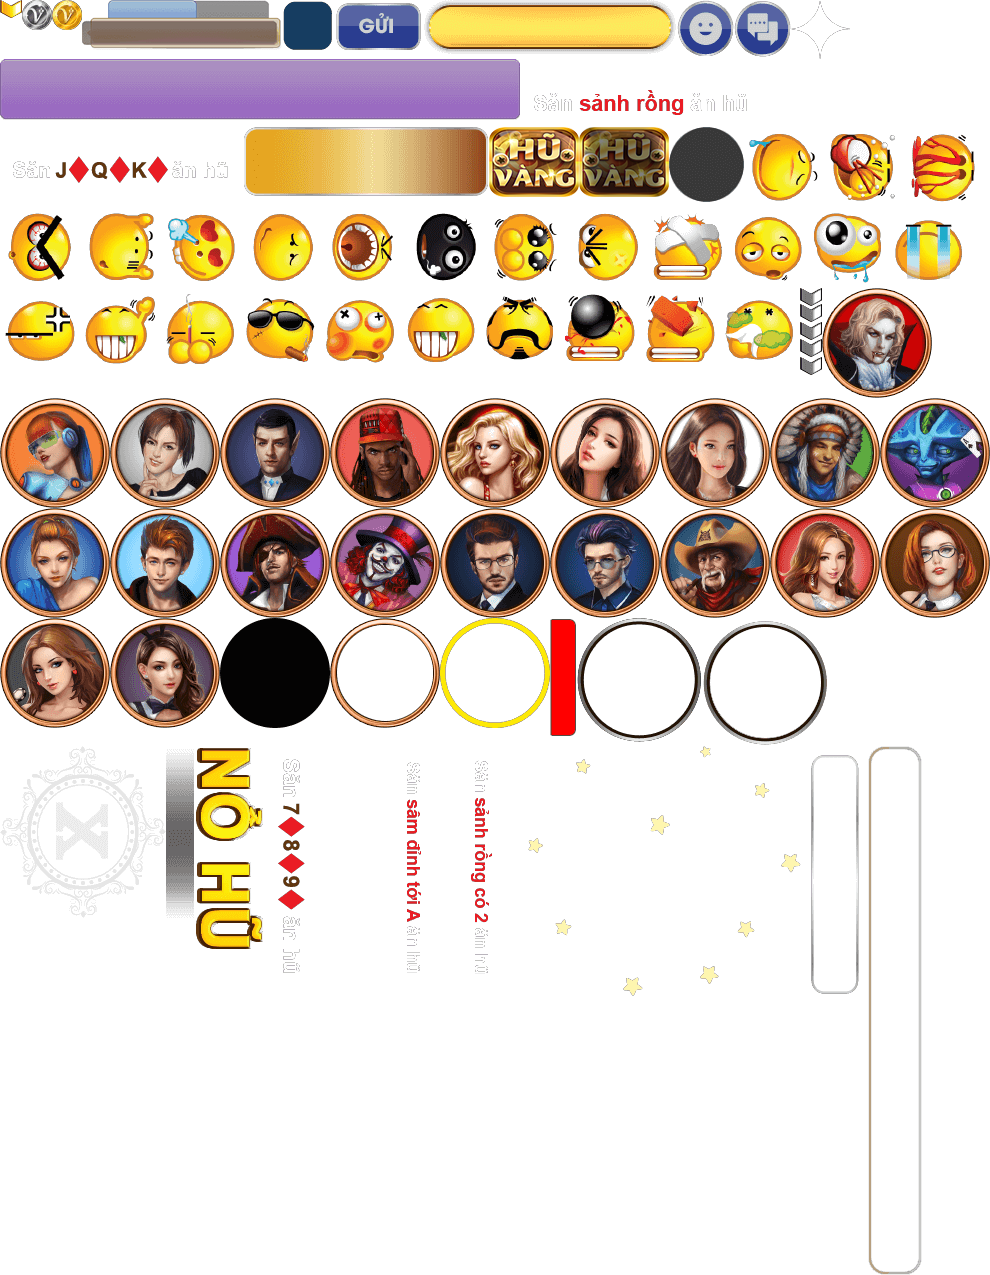 GỬI
Săn sảnh rồng ăn hũ
Săn J♦Q♦K♦ ăn hũ
HŨ VÀNG
HŨ VÀNG
NỔ HŨ
Săn 7♦8♦9♦ ăn hũ
Săn sâm đỉnh tới A ăn hũ
Săn sảnh rồng có 2 ăn hũ